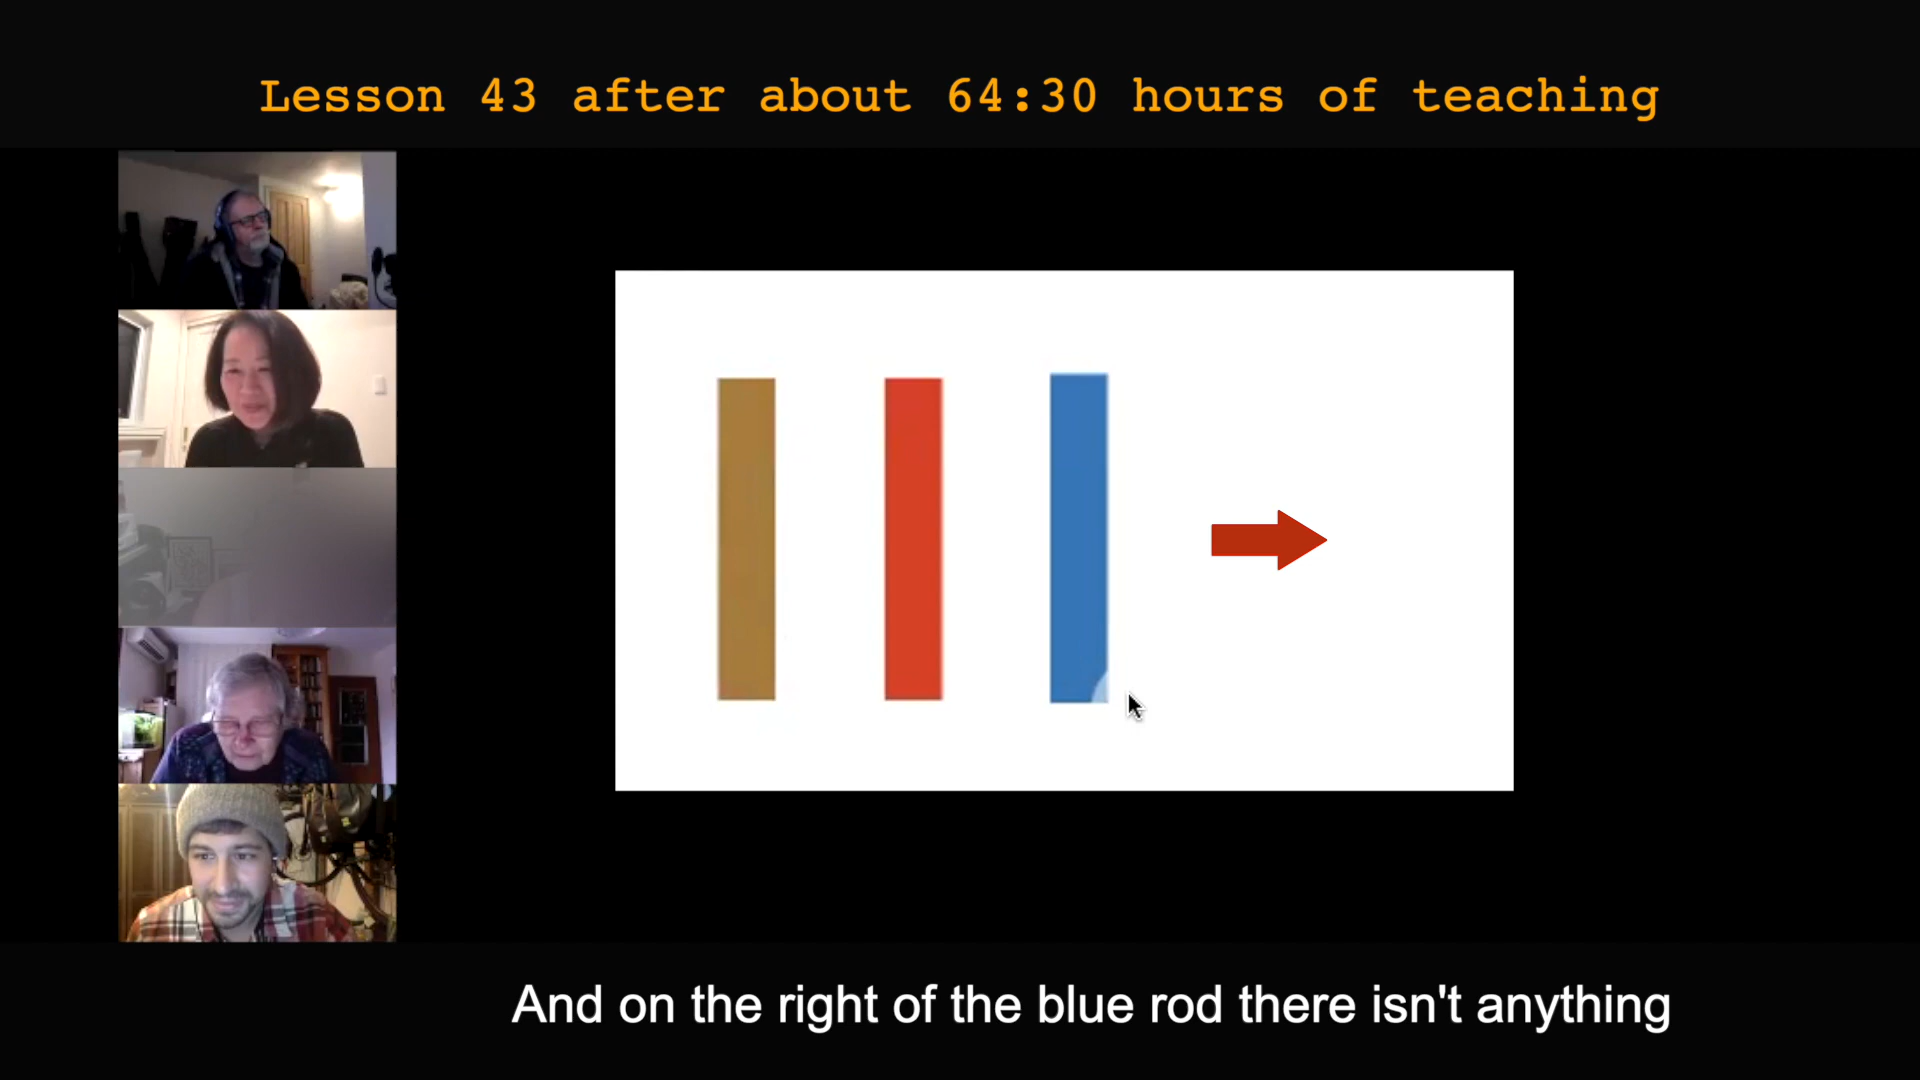 Lesson 43 after about 64:30 hours of teaching
And on the right of the blue rod there isn't anything